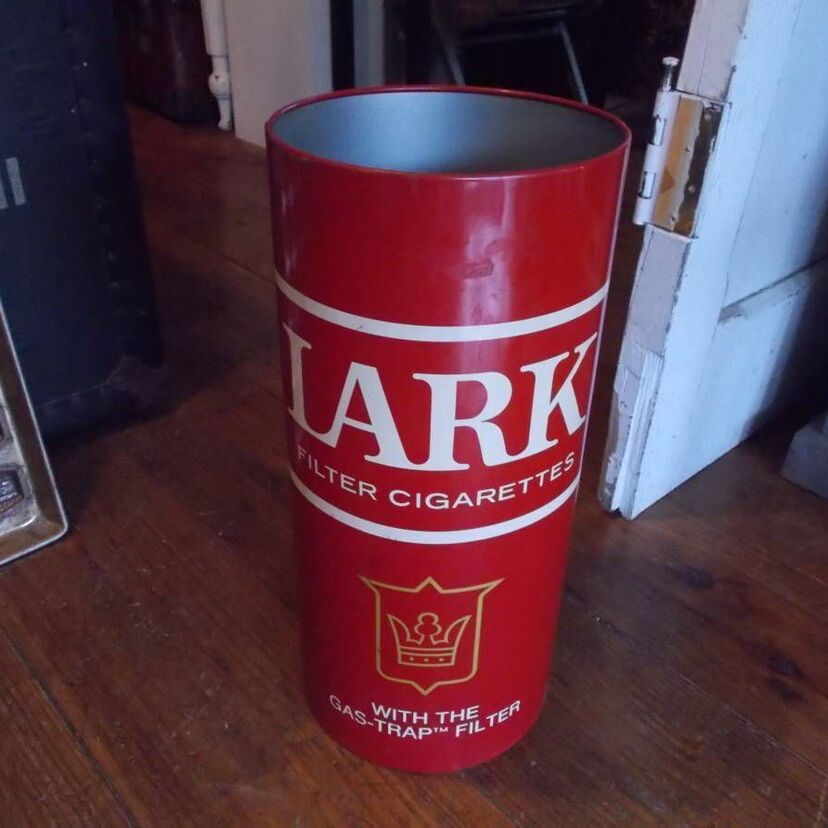 LARK
FILTER CIGARETTES
WITH THE
GAS-TRAP™ FILTER